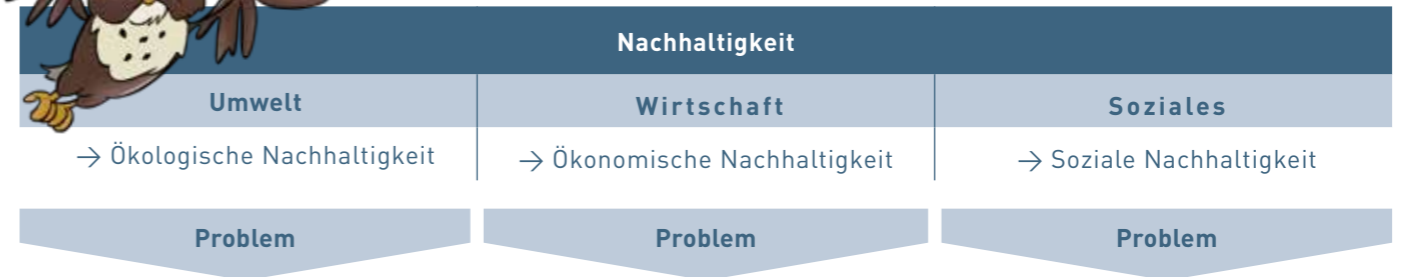 Nachhaltigkeit
Umwelt Wirtschaft Soziales
→ Ökologische Nachhaltigkeit → Ökonomische Nachhaltigkeit → Soziale Nachhaltigkeit
Problem Problem Problem